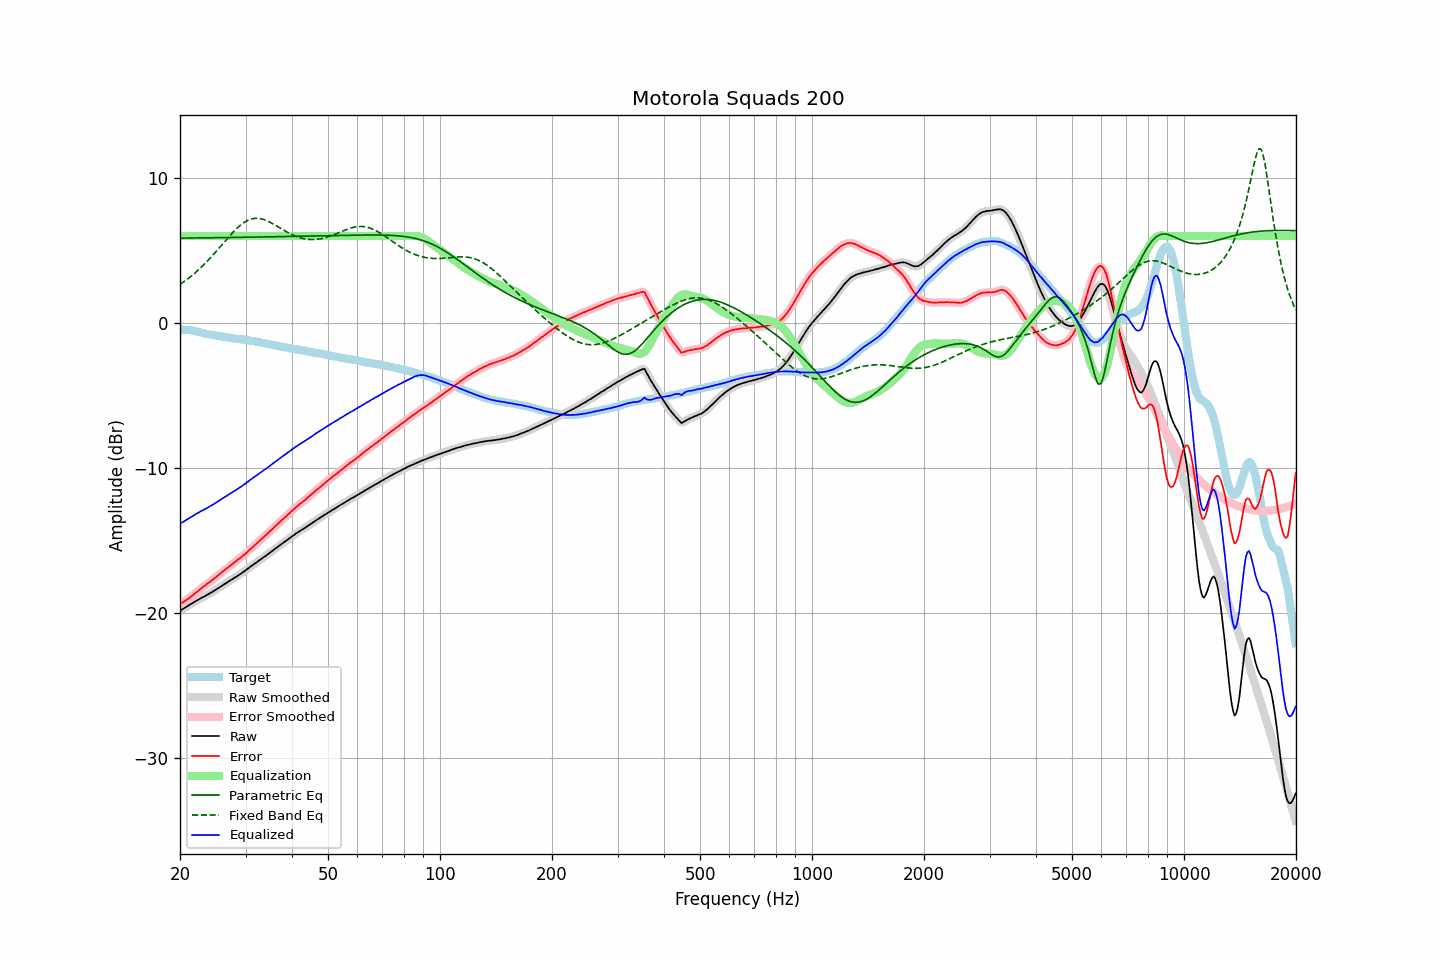 Motorola Squads 200
Amplitude (dBr)
10
0
−10
−20
−30
Target
Raw Smoothed
Error Smoothed
Raw
Error
Equalization
Parametric Eq
Fixed Band Eq
Equalized
20 50 100 200 500 1000 2000 5000 10000 20000
Frequency (Hz)